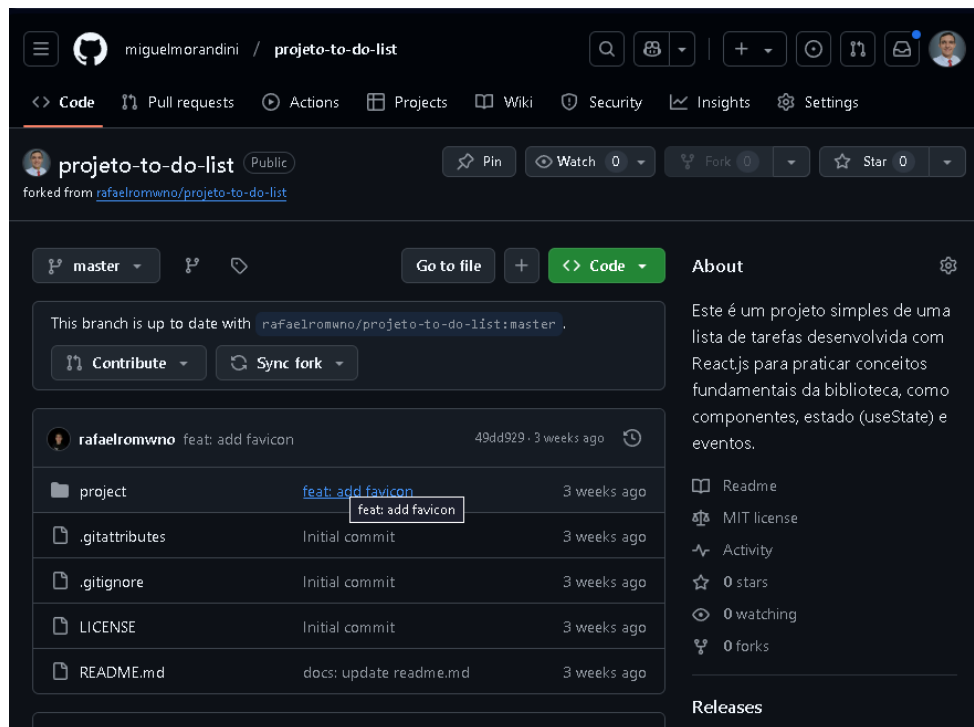 miguelmorandini / projeto-to-do-list
Code Pull requests Actions Projects Wiki Security Insights Settings
projeto-to-do-list Public Pin Watch 0 Fork 0 Star 0
forked from rafaelromwno/projeto-to-do-list
master Go to file Code
This branch is up to date with rafaelromwno/projeto-to-do-list:master .
Contribute Sync fork
rafaelromwno feat: add favicon 49dd929 · 3 weeks ago
project feat: add favicon 3 weeks ago
feat: add favicon
.gitattributes Initial commit 3 weeks ago
.gitignore Initial commit 3 weeks ago
LICENSE Initial commit 3 weeks ago
README.md docs: update readme.md 3 weeks ago
About
Este é um projeto simples de uma
lista de tarefas desenvolvida com
React.js para praticar conceitos
fundamentais da biblioteca, como
componentes, estado (useState) e
eventos.
Readme
MIT license
Activity
0 stars
0 watching
0 forks
Releases